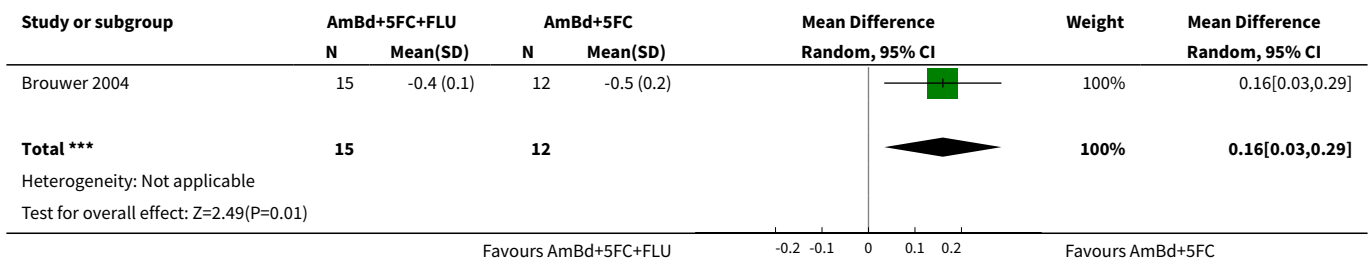 Study or subgroup AmBd+5FC+FLU AmBd+5FC Mean Difference Weight Mean Difference
N Mean(SD) N Mean(SD) Random, 95% CI Random, 95% CI
Brouwer 2004 15 -0.4 (0.1) 12 -0.5 (0.2) 100% 0.16[0.03,0.29]
Total *** 15 12 100% 0.16[0.03,0.29]
Heterogeneity: Not applicable
Test for overall effect: Z=2.49(P=0.01)
Favours AmBd+5FC+FLU -0.2 -0.1 0 0.1 0.2 Favours AmBd+5FC